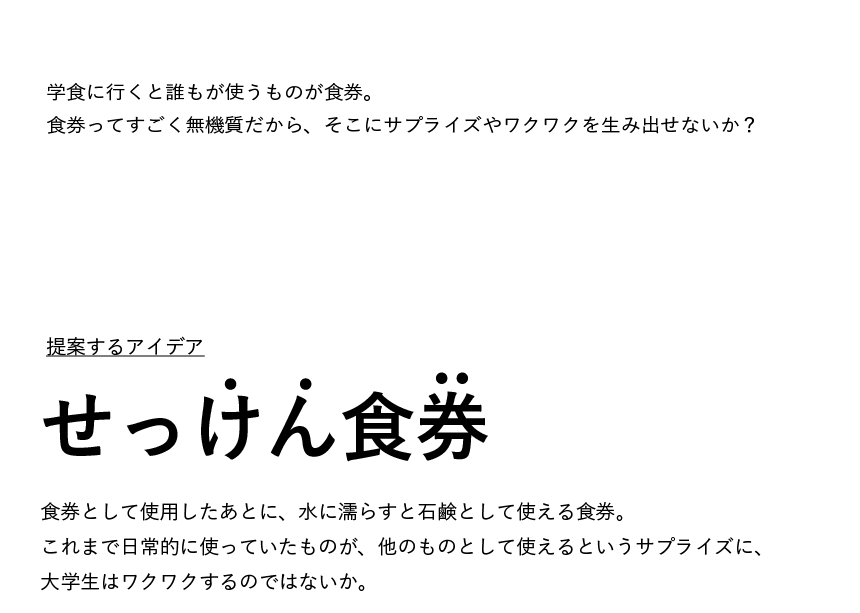 学食に行くと誰もが使うものが食券。
食券ってすごく無機質だから、そこにサプライズやワクワクを生み出せないか？
提案するアイデア
せっけん食券
食券として使用したあとに、水に濡らすと石鹸として使える食券。
これまで日常的に使っていたものが、他のものとして使えるというサプライズに、
大学生はワクワクするのではないか。